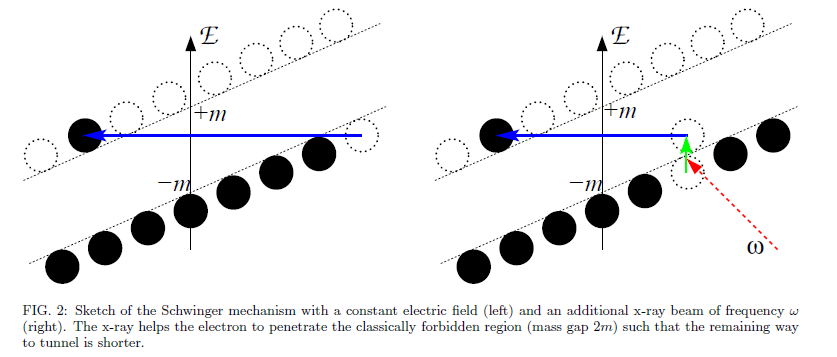 ℰ
+m
−m
ℰ
+m
−m
ω
FIG. 2: Sketch of the Schwinger mechanism with a constant electric field (left) and an additional x-ray beam of frequency ω
(right). The x-ray helps the electron to penetrate the classically forbidden region (mass gap 2m) such that the remaining way
to tunnel is shorter.